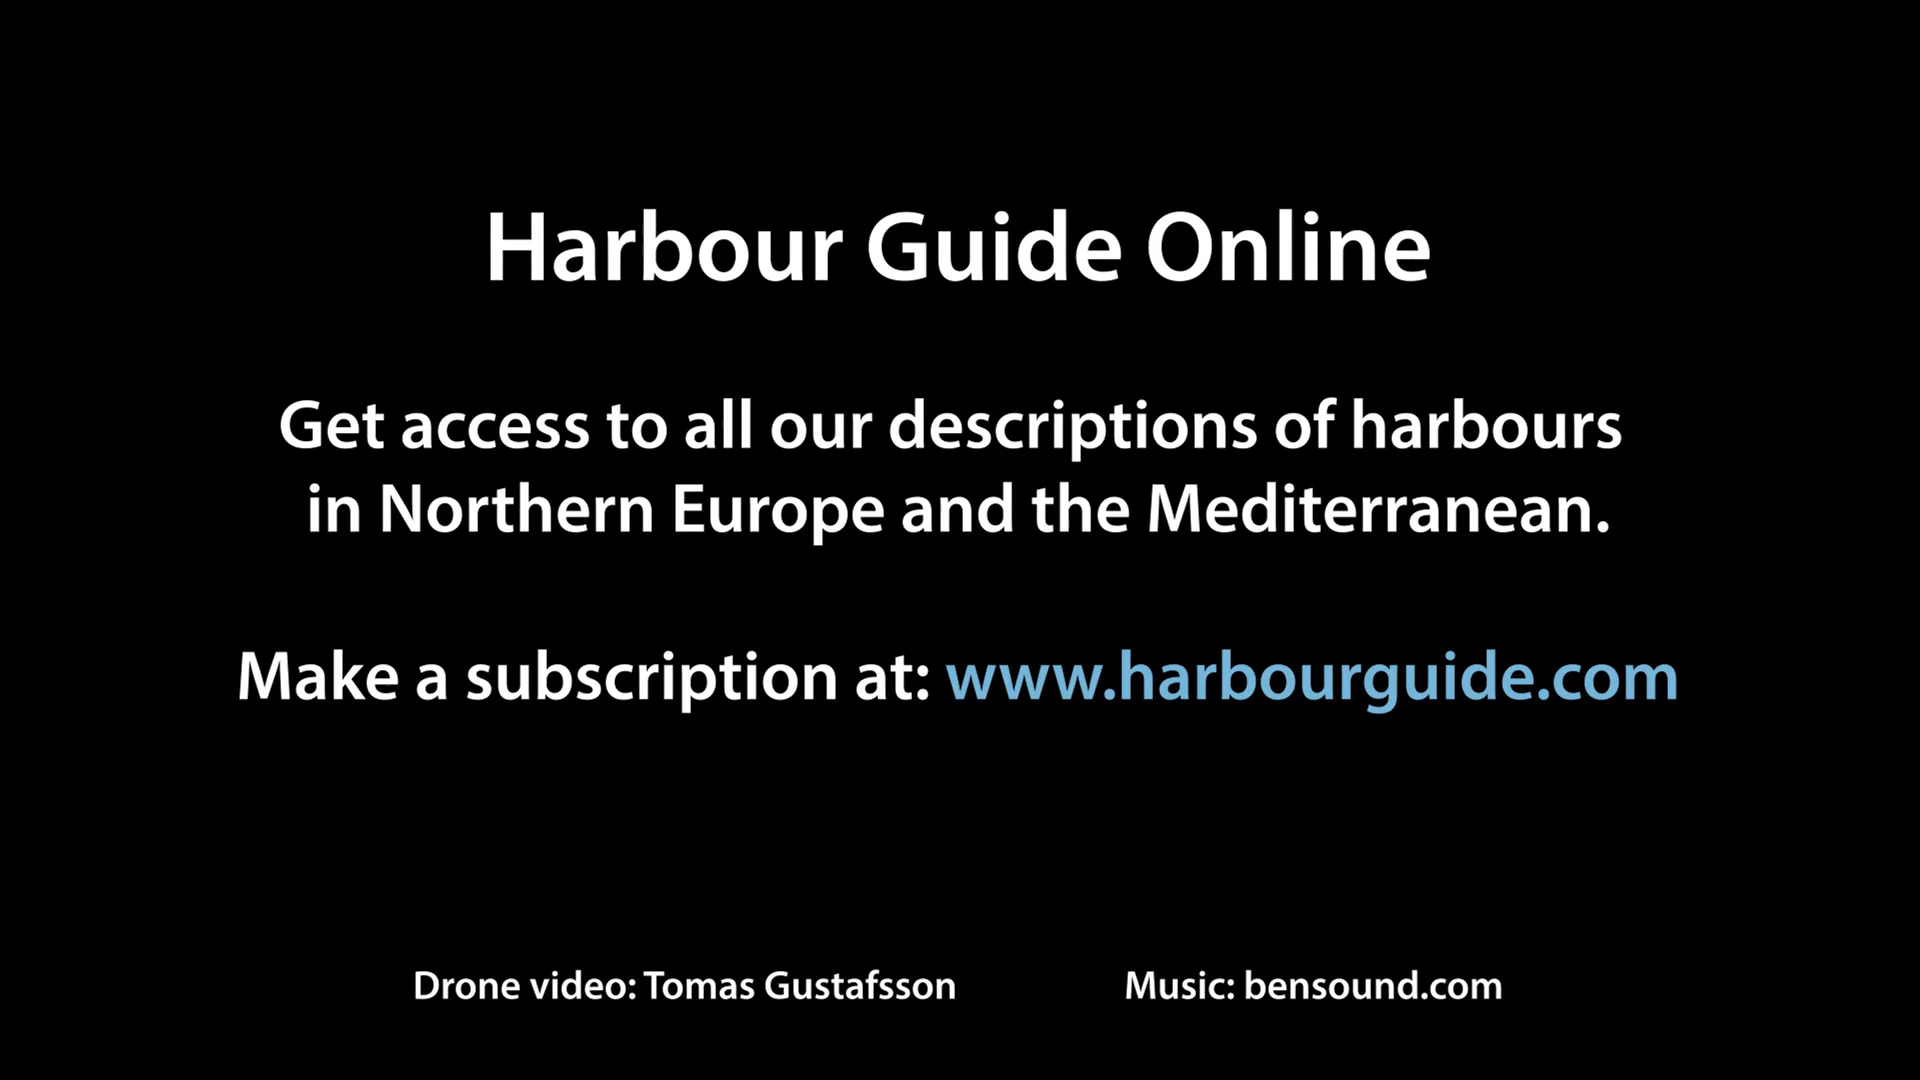 Harbour Guide Online
Get access to all our descriptions of harbours
in Northern Europe and the Mediterranean.
Make a subscription at: www.harbourguide.com
Drone video: Tomas Gustafsson
Music: bensound.com